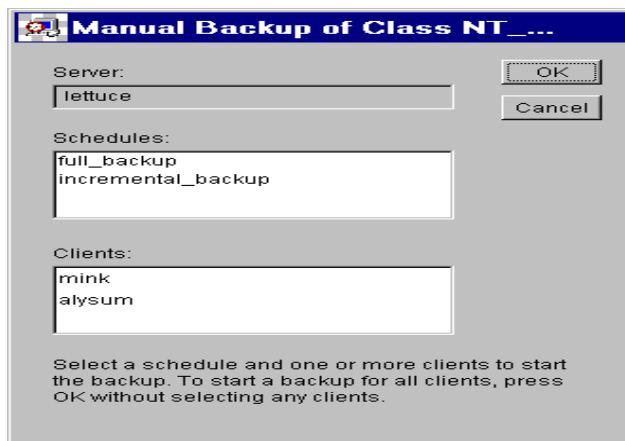 Manual Backup of Class NT_...
Server:
OK
lettuce
Cancel
Schedules:
full_backup
incremental_backup
Clients:
mink
alysum
Select a schedule and one or more clients to start
the backup. To start a backup for all clients, press
OK without selecting any clients.